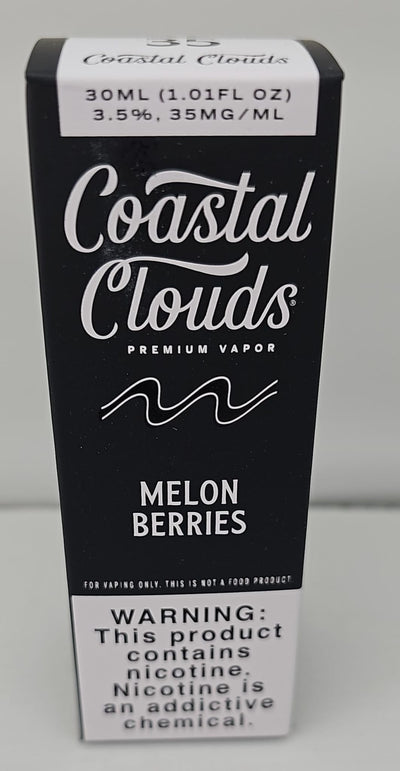 35
Coastal Clouds
30ML (1.01FL OZ)
3.5%, 35MG/ML
Coastal
Clouds®
PREMIUM VAPOR
MELON
BERRIES
FOR VAPING ONLY. THIS IS NOT A FOOD PRODUCT
WARNING:
This product
contains
nicotine.
Nicotine is
an addictive
chemical.